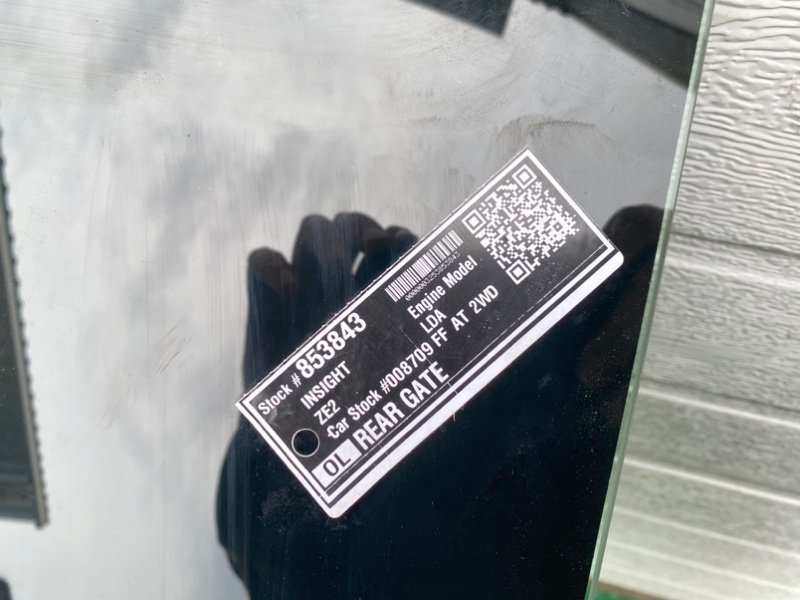 Stock # 853843
INSIGHT
ZE2
Engine Model
LDA
Car Stock #008709 FF AT 2WD
OL REAR GATE